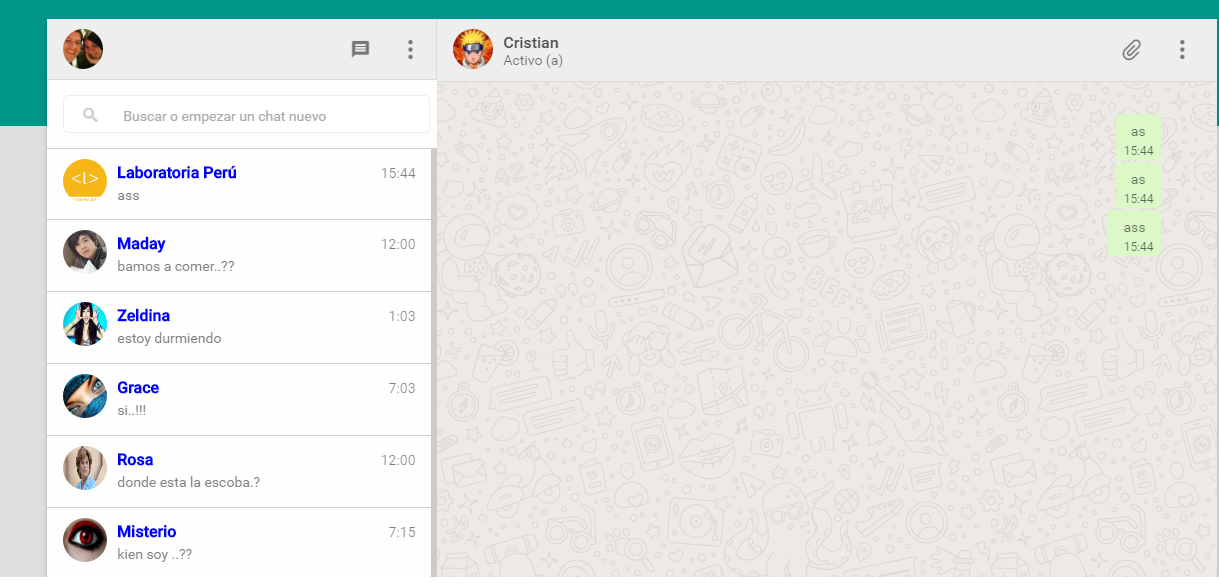 Buscar o empezar un chat nuevo
<l>
Laboratoria Perú 15:44
ass
Maday 12:00
bamos a comer..??
Zeldina 1:03
estoy durmiendo
Grace 7:03
si..!!!
Rosa 12:00
donde esta la escoba.?
Misterio 7:15
kien soy ..??
Cristian
Activo (a)
as
15:44
as
15:44
ass
15:44